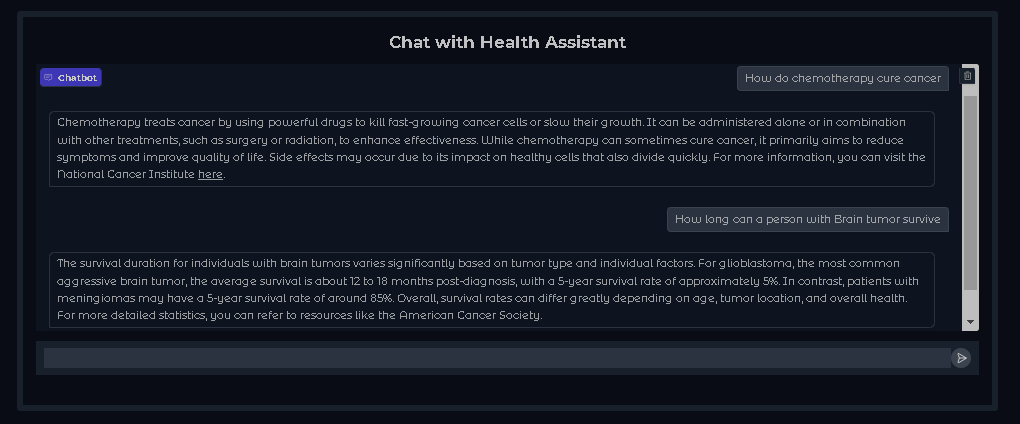 Chat with Health Assistant
Chatbot
How do chemotherapy cure cancer
Chemotherapy treats cancer by using powerful drugs to kill fast-growing cancer cells or slow their growth. It can be administered alone or in combination
with other treatments, such as surgery or radiation, to enhance effectiveness. While chemotherapy can sometimes cure cancer, it primarily aims to reduce
symptoms and improve quality of life. Side effects may occur due to its impact on healthy cells that also divide quickly. For more information, you can visit the
National Cancer Institute here.
How long can a person with Brain tumor survive
The survival duration for individuals with brain tumors varies significantly based on tumor type and individual factors. For glioblastoma, the most common
aggressive brain tumor, the average survival is about 12 to 18 months post-diagnosis, with a 5-year survival rate of approximately 5%. In contrast, patients with
meningiomas may have a 5-year survival rate of around 85%. Overall, survival rates can differ greatly depending on age, tumor location, and overall health.
For more detailed statistics, you can refer to resources like the American Cancer Society.